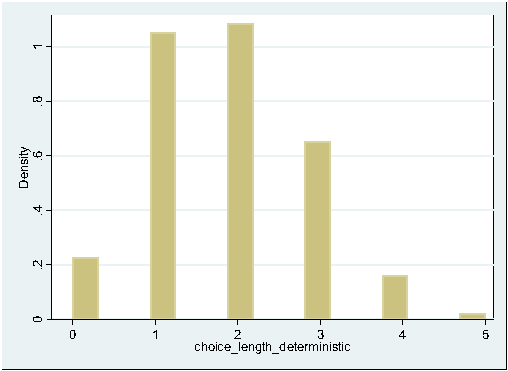 Density
1
.8
.6
.4
.2
0
0 1 2 3 4 5
choice_length_deterministic